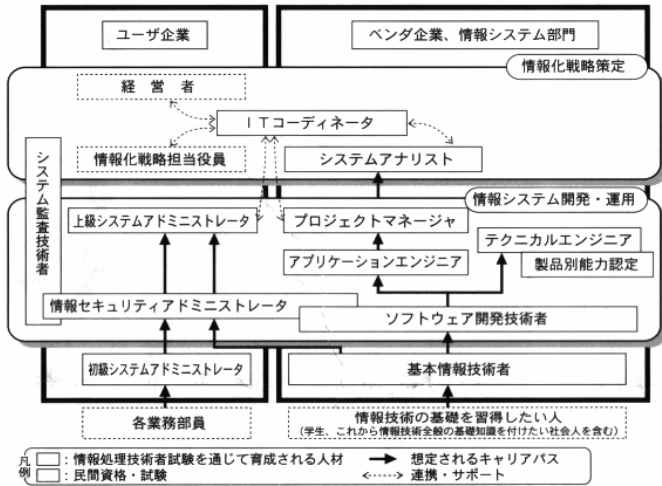 ユーザ企業
ベンダ企業、情報システム部門
情報化戦略策定
経営者
ITコーディネータ
情報化戦略担当役員
システムアナリスト
システム監査技術者
情報システム開発・運用
上級システムアドミニストレータ
プロジェクトマネージャ
テクニカルエンジニア
アプリケーションエンジニア
製品別能力認定
情報セキュリティアドミニストレータ
ソフトウェア開発技術者
初級システムアドミニストレータ
基本情報技術者
各業務部員
情報技術の基礎を習得したい人
(学生、これから情報技術全般の基礎知識を付けたい社会人を含む)
凡例
:情報処理技術者試験を通じて育成される人材
:想定されるキャリアパス
:民間資格・試験
:連携・サポート